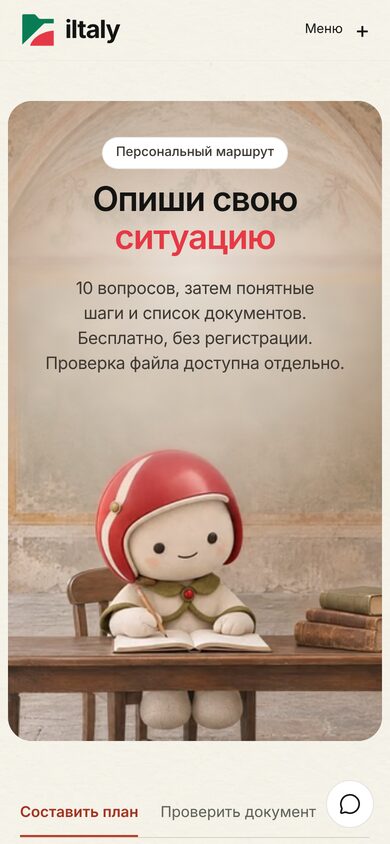 iItaly
Меню +
Персональный маршрут
Опиши свою
ситуацию
10 вопросов, затем понятные
шаги и список документов.
Бесплатно, без регистрации.
Проверка файла доступна отдельно.
Составить план
Проверить документ